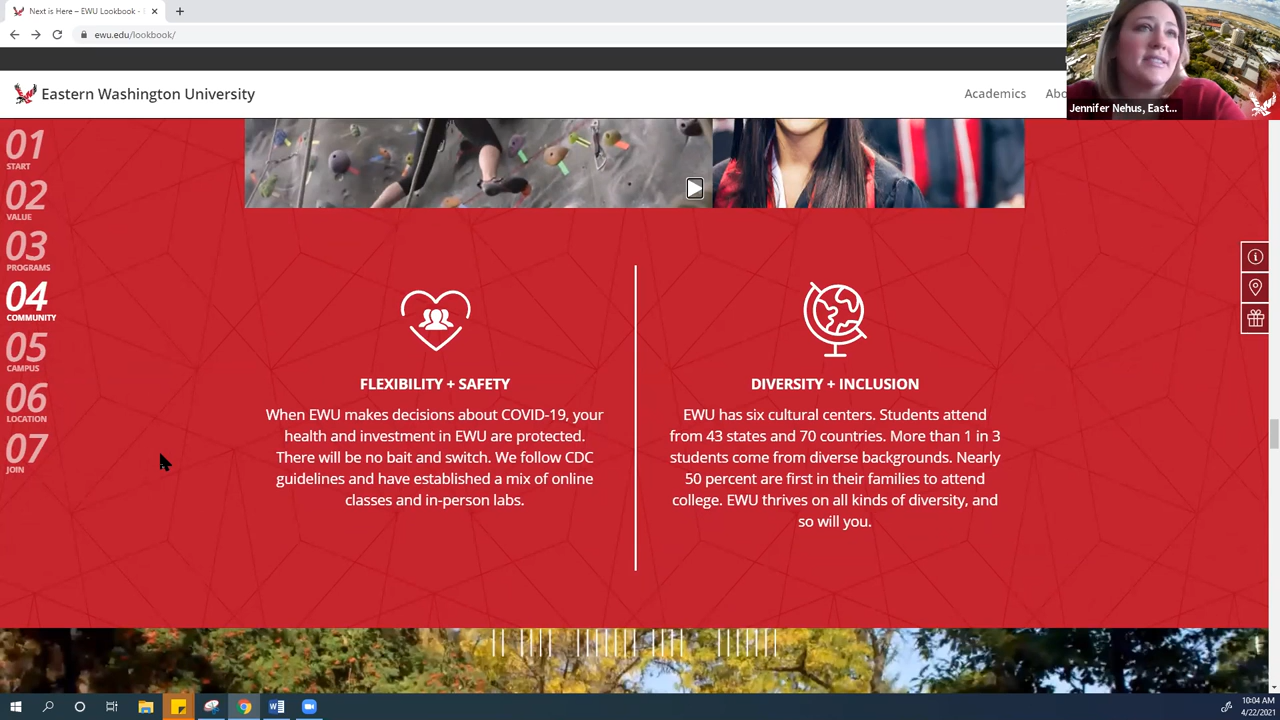 Next is Here – EWU Lookbook -
ewu.edu/lookbook/
Eastern Washington University
Academics
Abo
Jennifer Nehus, East...
01
START
02
VALUE
03
PROGRAMS
04
COMMUNITY
05
CAMPUS
06
LOCATION
07
JOIN
FLEXIBILITY + SAFETY
When EWU makes decisions about COVID-19, your
health and investment in EWU are protected.
There will be no bait and switch. We follow CDC
guidelines and have established a mix of online
classes and in-person labs.
DIVERSITY + INCLUSION
EWU has six cultural centers. Students attend
from 43 states and 70 countries. More than 1 in 3
students come from diverse backgrounds. Nearly
50 percent are first in their families to attend
college. EWU thrives on all kinds of diversity, and
so will you.
10:04 AM
4/22/2021